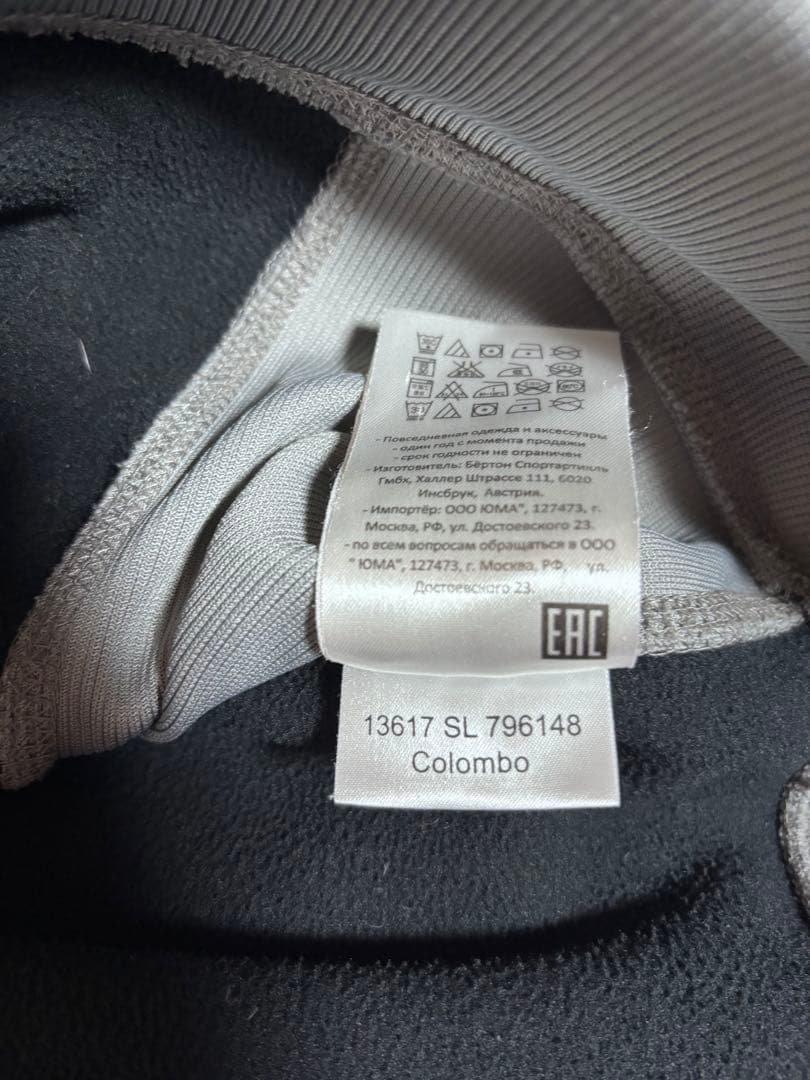 - Повседневная одежда и аксессуары
- один год с момента продажи
- срок годности не ограничен
- Изготовитель: Бёртон Спортартикль
Гмбх, Халлер Штрассе 111, 6020
Инсбрук, Австрия.
- Импортёр: ООО ЮМА", 127473, г.
Москва, РФ, ул. Достоевского 23.
- по всем вопросам обращаться в ООО
" ЮМА", 127473, г. Москва, РФ, ул.
Достоевского 23.
EAC
13617 SL 796148
Colombo